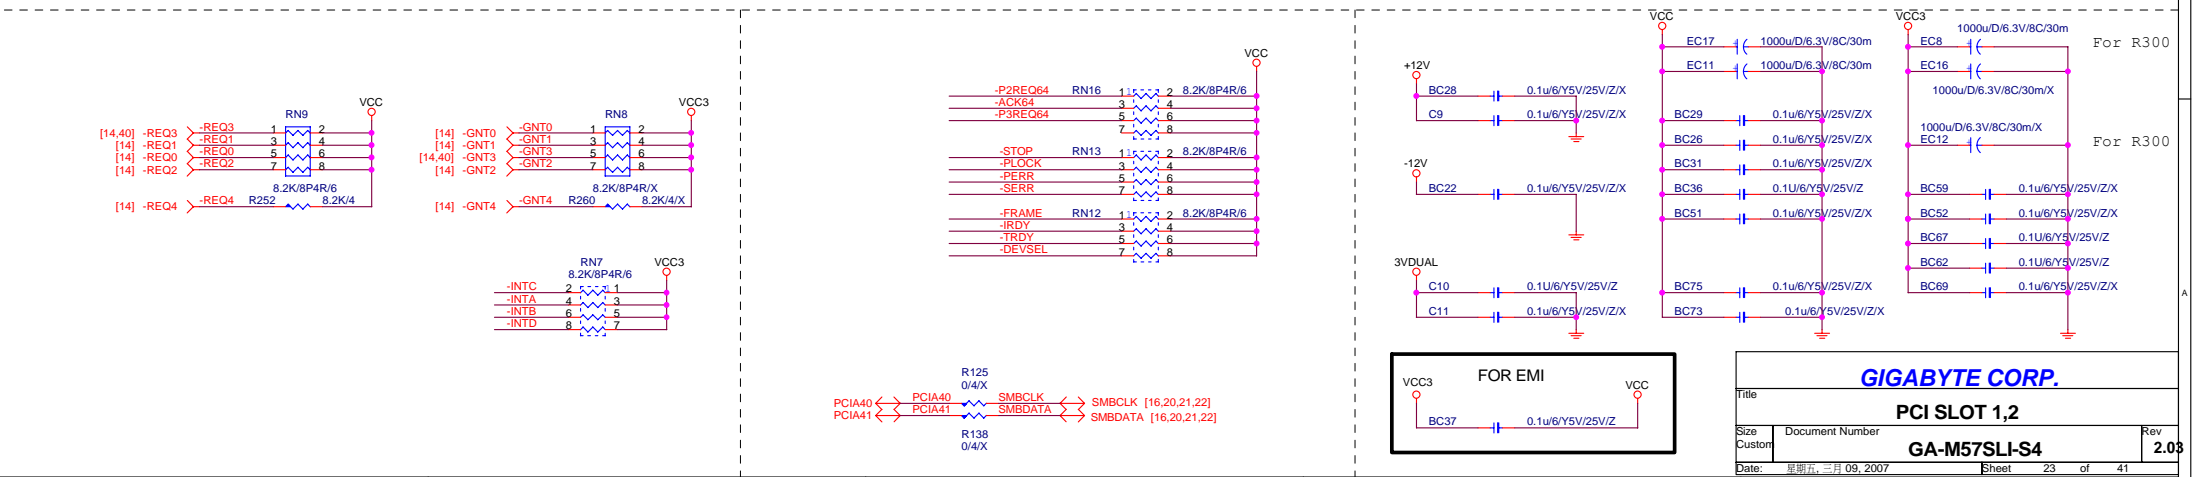 RN9
VCC
[14,40] -REQ3 -REQ3 1 2
[14] -REQ1 -REQ1 3 4
[14] -REQ0 -REQ0 5 6
[14] -REQ2 -REQ2 7 8
8.2K/8P4R/6
[14] -REQ4 -REQ4 R252 8.2K/4
RN8
VCC3
[14] -GNT0 -GNT0 1 2
[14] -GNT1 -GNT1 3 4
[14,40] -GNT3 -GNT3 5 6
[14] -GNT2 -GNT2 7 8
8.2K/8P4R/X
[14] -GNT4 -GNT4 R260 8.2K/4/X
RN7
8.2K/8P4R/6
VCC3
-INTC 2 1 1
-INTA 4 3
-INTB 6 5
-INTD 8 7
VCC
-P2REQ64 RN16 1 1 2 8.2K/8P4R/6
-ACK64 3 4
-P3REQ64 5 6
7 8
-STOP RN13 1 1 2 8.2K/8P4R/6
-PLOCK 3 4
-PERR 5 6
-SERR 7 8
-FRAME RN12 1 1 2 8.2K/8P4R/6
-IRDY 3 4
-TRDY 5 6
-DEVSEL 7 8
R125
0/4/X
PCIA40 PCIA40 SMBCLK SMBCLK [16,20,21,22]
PCIA41 PCIA41 SMBDATA SMBDATA [16,20,21,22]
R138
0/4/X
+12V
BC28 0.1u/6/Y5V/25V/Z/X
C9 0.1u/6/Y5V/25V/Z/X
-12V
BC22 0.1u/6/Y5V/25V/Z/X
3VDUAL
C10 0.1U/6/Y5V/25V/Z
C11 0.1u/6/Y5V/25V/Z/X
FOR EMI
VCC3 VCC
BC37 0.1u/6/Y5V/25V/Z
VCC
EC17 + 1000u/D/6.3V/8C/30m
EC11 + 1000u/D/6.3V/8C/30m
BC29 0.1u/6/Y5V/25V/Z/X
BC26 0.1u/6/Y5V/25V/Z/X
BC31 0.1u/6/Y5V/25V/Z/X
BC36 0.1U/6/Y5V/25V/Z
BC51 0.1u/6/Y5V/25V/Z/X
BC75 0.1u/6/Y5V/25V/Z/X
BC73 0.1u/6/Y5V/25V/Z/X
VCC3
1000u/D/6.3V/8C/30m
EC8 + For R300
EC16 +
1000u/D/6.3V/8C/30m/X
1000u/D/6.3V/8C/30m/X
EC12 + For R300
BC59 0.1u/6/Y5V/25V/Z/X
BC52 0.1u/6/Y5V/25V/Z/X
BC67 0.1U/6/Y5V/25V/Z
BC62 0.1U/6/Y5V/25V/Z
BC69 0.1u/6/Y5V/25V/Z/X
A
GIGABYTE CORP.
Title
PCI SLOT 1,2
Size Document Number Rev
Custom GA-M57SLI-S4 2.03
Date: 星期五, 三月 09, 2007 Sheet 23 of 41